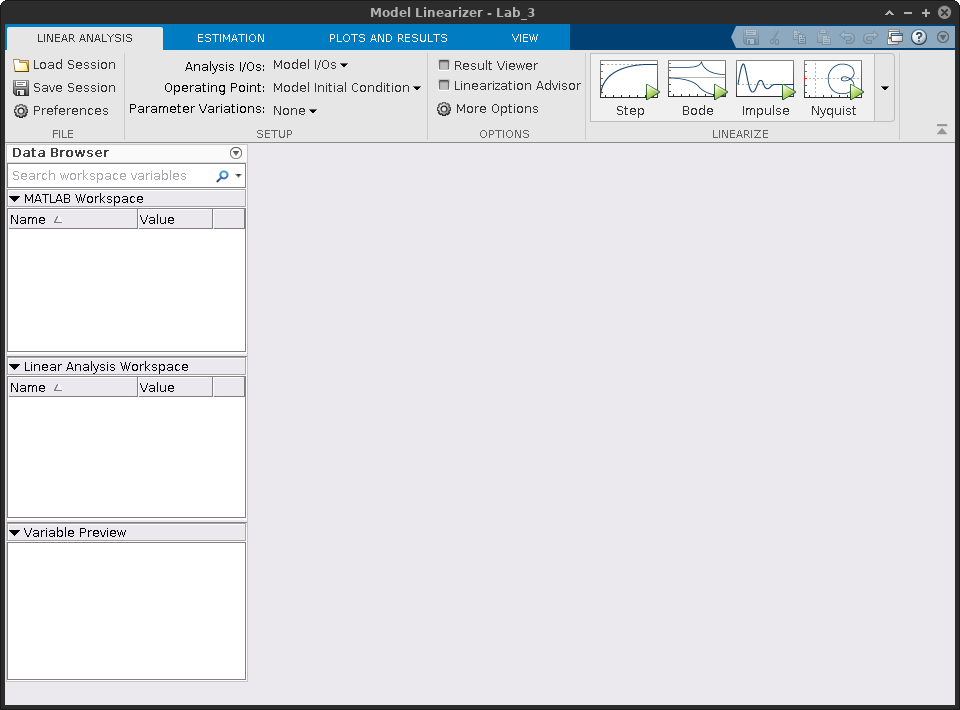 Model Linearizer - Lab_3
LINEAR ANALYSIS ESTIMATION PLOTS AND RESULTS VIEW
Load Session
Save Session
Preferences
FILE
Analysis I/Os: Model I/Os
Operating Point: Model Initial Condition
Parameter Variations: None
SETUP
Result Viewer
Linearization Advisor
More Options
OPTIONS
Step Bode Impulse Nyquist
LINEARIZE
Data Browser
Search workspace variables
MATLAB Workspace
Name Value
Linear Analysis Workspace
Name Value
Variable Preview